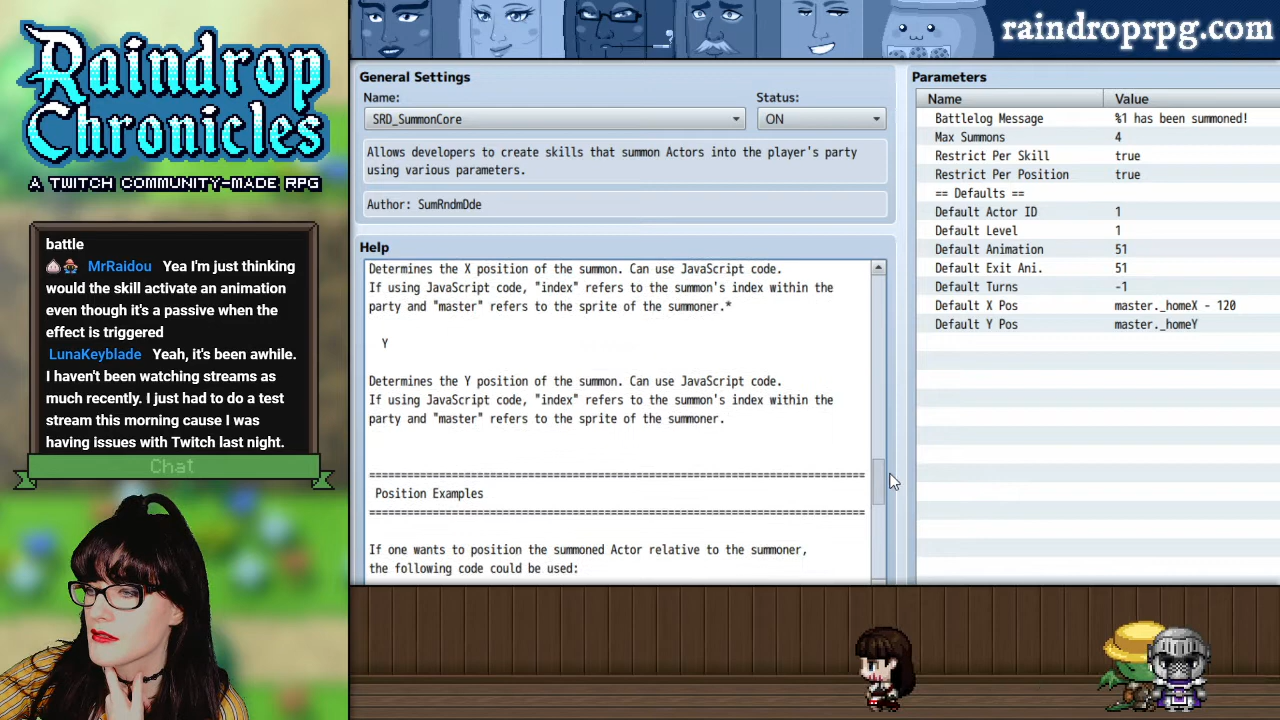 Raindrop
Chronicles
A TWITCH COMMUNITY-MADE RPG
battle
MrRaidou Yea I'm just thinking
would the skill activate an animation
even though it's a passive when the
effect is triggered
LunaKeyblade Yeah, it's been awhile.
I haven't been watching streams as
much recently. I just had to do a test
stream this morning cause I was
having issues with Twitch last night.
Chat
raindroprpg.com
General Settings
Name:
Status:
SRD_SummonCore
ON
Allows developers to create skills that summon Actors into the player's party
using various parameters.
Author: SumRndmDde
Help
Determines the X position of the summon. Can use JavaScript code.
If using JavaScript code, "index" refers to the summon's index within the
party and "master" refers to the sprite of the summoner.*
Y
Determines the Y position of the summon. Can use JavaScript code.
If using JavaScript code, "index" refers to the summon's index within the
party and "master" refers to the sprite of the summoner.
================================================================================
Position Examples
================================================================================
If one wants to position the summoned Actor relative to the summoner,
the following code could be used:
Parameters
Name Value
Battlelog Message %1 has been summoned!
Max Summons 4
Restrict Per Skill true
Restrict Per Position true
== Defaults ==
Default Actor ID 1
Default Level 1
Default Animation 51
Default Exit Ani. 51
Default Turns -1
Default X Pos master._homeX - 120
Default Y Pos master._homeY